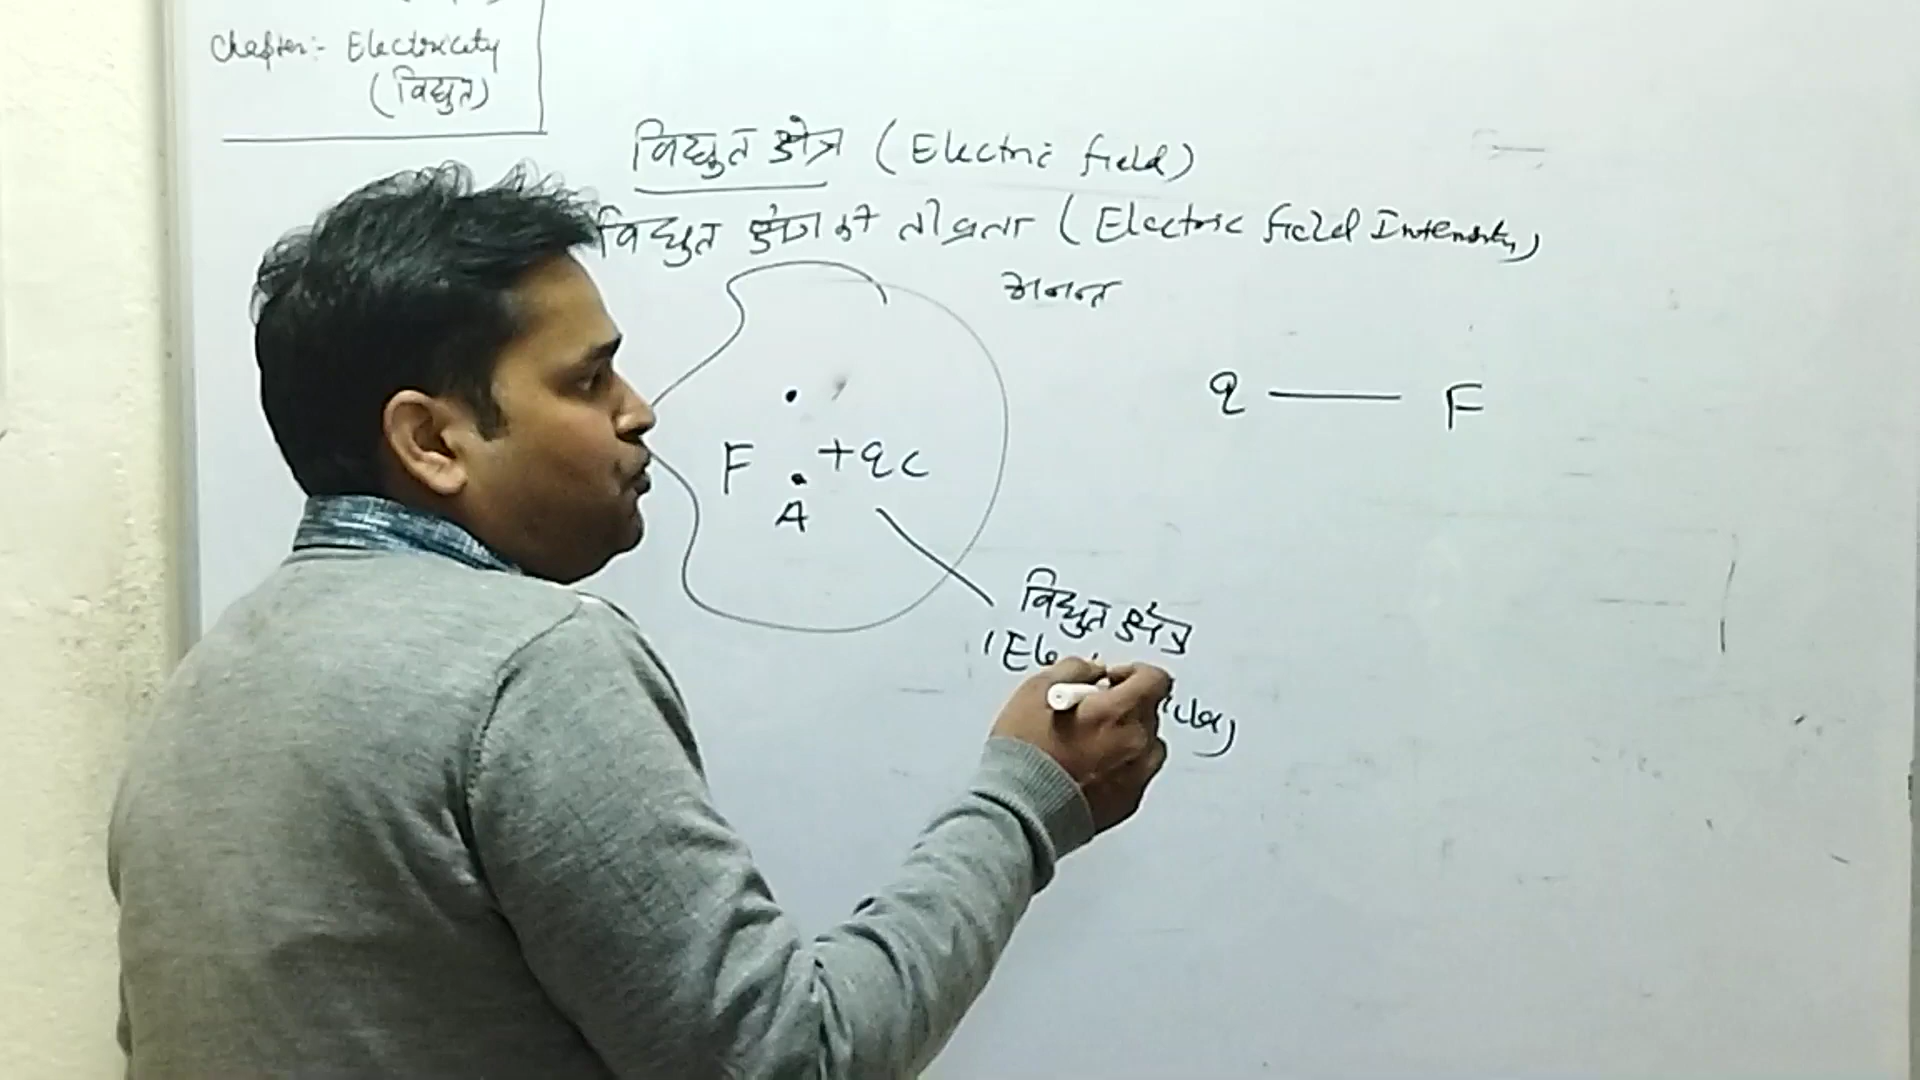 Chapter:- Electricity
(विद्युत)
विद्युत क्षेत्र (Electric field)
विद्युत क्षेत्र की तीव्रता (Electric field Intensity)
अनन्त
q — F
F +qc
A
विद्युत क्षेत्र